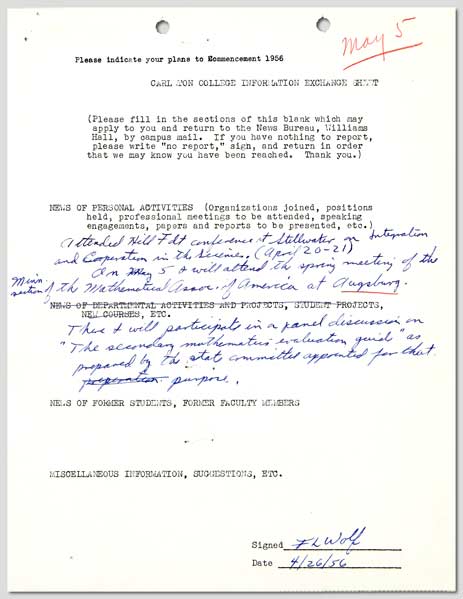 May 5
Please indicate your plans to Commencement 1956
CARLETON COLLEGE INFORMATION EXCHANGE SHEET
(Please fill in the sections of this blank which may
apply to you and return to the News Bureau, Williams
Hall, by campus mail. If you have nothing to report,
please write "no report," sign, and return in order
that we may know you have been reached. Thank you.)
NEWS OF PERSONAL ACTIVITIES (Organizations joined, positions
held, professional meetings to be attended, speaking
engagements, papers and reports to be presented, etc.)
Attended Hill Fdt conference at Stillwater on Integration
and Cooperation in the Sciences. (April 20-21)
On May 5 I will attend the spring meeting of the
Minn.
section of the Mathematical Assoc. of America at Augsburg.
NEWS OF DEPARTMENTAL ACTIVITIES AND PROJECTS, STUDENT PROJECTS,
NEW COURSES, ETC.
There I will participate in a panel discussion on
"The secondary mathematics evaluation guid" as
prepared by the state committee appointed for that
preparation purpose.
NEWS OF FORMER STUDENTS, FORMER FACULTY MEMBERS
MISCELLANEOUS INFORMATION, SUGGESTIONS, ETC.
Signed F L Wolf
Date 4/26/56